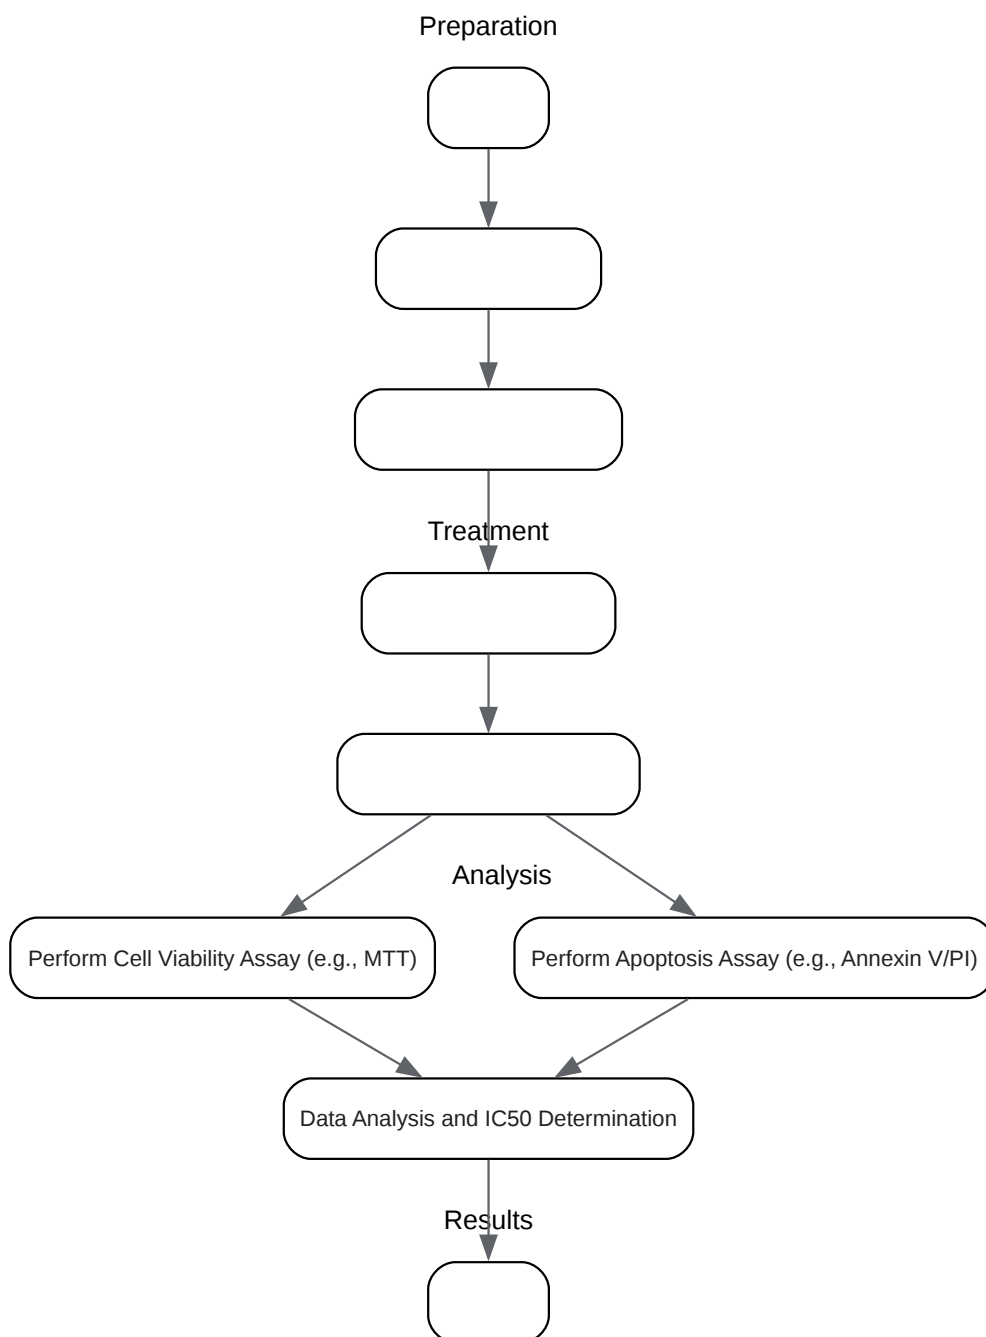 Preparation
Treatment
Analysis
Perform Cell Viability Assay (e.g., MTT)
Perform Apoptosis Assay (e.g., Annexin V/PI)
Data Analysis and IC50 Determination
Results